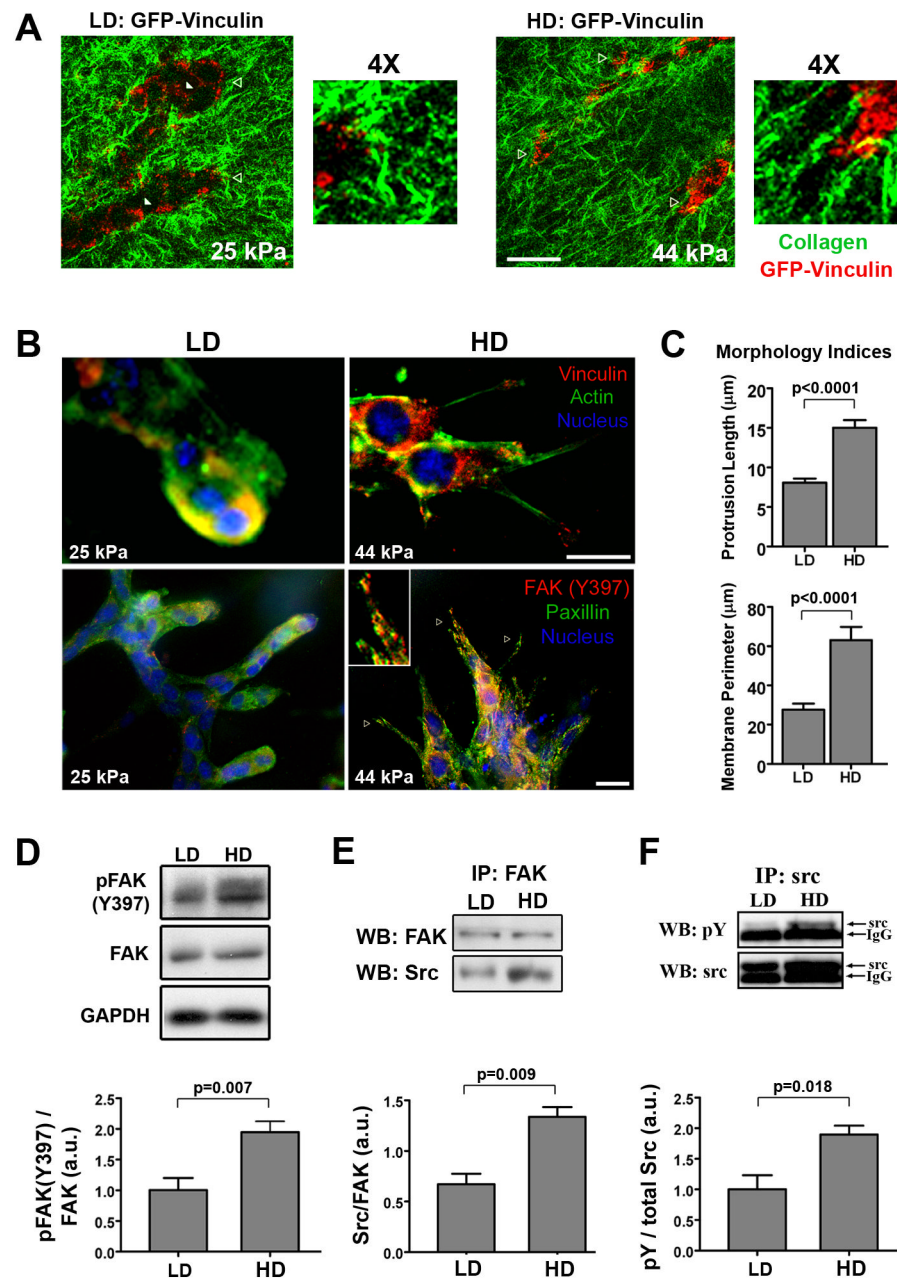 A
LD: GFP-Vinculin
HD: GFP-Vinculin
4X
4X
25 kPa
44 kPa
Collagen
GFP-Vinculin
B
LD
HD
Vinculin
Actin
Nucleus
25 kPa
44 kPa
FAK (Y397)
Paxillin
Nucleus
25 kPa
44 kPa
C
Morphology Indices
Protrusion Length (μm)
p<0.0001
15
20
10
5
0
LD HD
Membrane Perimeter (μm)
p<0.0001
80
60
40
20
0
LD HD
D
LD HD
pFAK
(Y397)
FAK
GAPDH
pFAK(Y397) /
FAK (a.u.)
p=0.007
2.5
2.0
1.5
1.0
0.5
0.0
LD HD
E
IP: FAK
LD HD
WB: FAK
WB: Src
Src/FAK (a.u.)
p=0.009
1.5
1.0
0.5
0.0
LD HD
F
IP: src
LD HD
WB: pY
src
IgG
WB: src
src
IgG
pY / total Src (a.u.)
p=0.018
2.5
2.0
1.5
1.0
0.5
0.0
LD HD